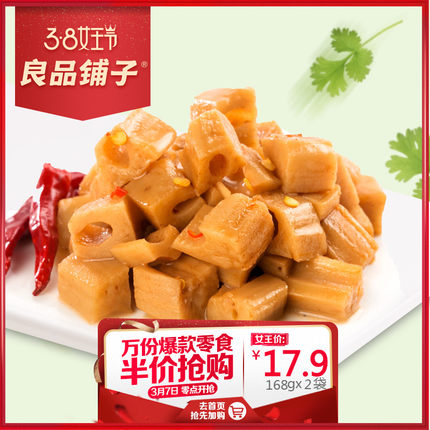 3·8女王节
良品铺子®
万份爆款零食
半价抢购
3月7日 零点开抢
女王价:
¥17.9
168gx2袋
去首页
抢先加购